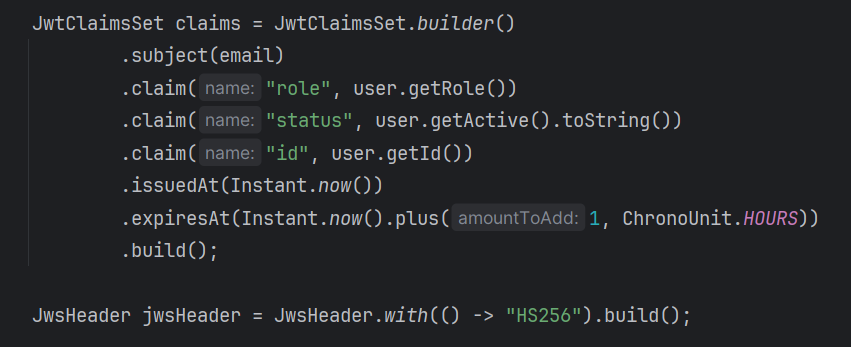 JwtClaimsSet claims = JwtClaimsSet.builder()
.subject(email)
.claim( name: "role", user.getRole())
.claim( name: "status", user.getActive().toString())
.claim( name: "id", user.getId())
.issuedAt(Instant.now())
.expiresAt(Instant.now().plus( amountToAdd: 1, ChronoUnit.HOURS))
.build();
JwsHeader jwsHeader = JwsHeader.with(() -> "HS256").build();